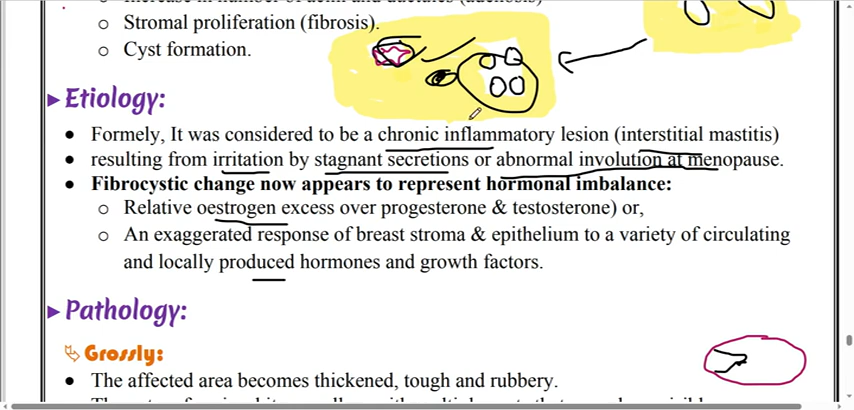 ○ Stromal proliferation (fibrosis).
○ Cyst formation.
► Etiology:
● Formely, It was considered to be a chronic inflammatory lesion (interstitial mastitis)
● resulting from irritation by stagnant secretions or abnormal involution at menopause.
● Fibrocystic change now appears to represent hormonal imbalance:
○ Relative oestrogen excess over progesterone & testosterone) or,
○ An exaggerated response of breast stroma & epithelium to a variety of circulating
and locally produced hormones and growth factors.
► Pathology:
Grossly:
● The affected area becomes thickened, tough and rubbery.